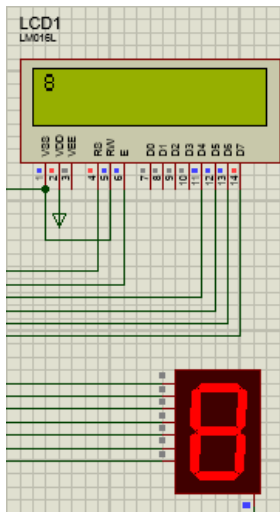 LCD1
LM016L
8
VSS VDD VEE RS RW E D0 D1 D2 D3 D4 D5 D6 D7
1 2 3 4 5 6 7 8 9 10 11 12 13 14
8